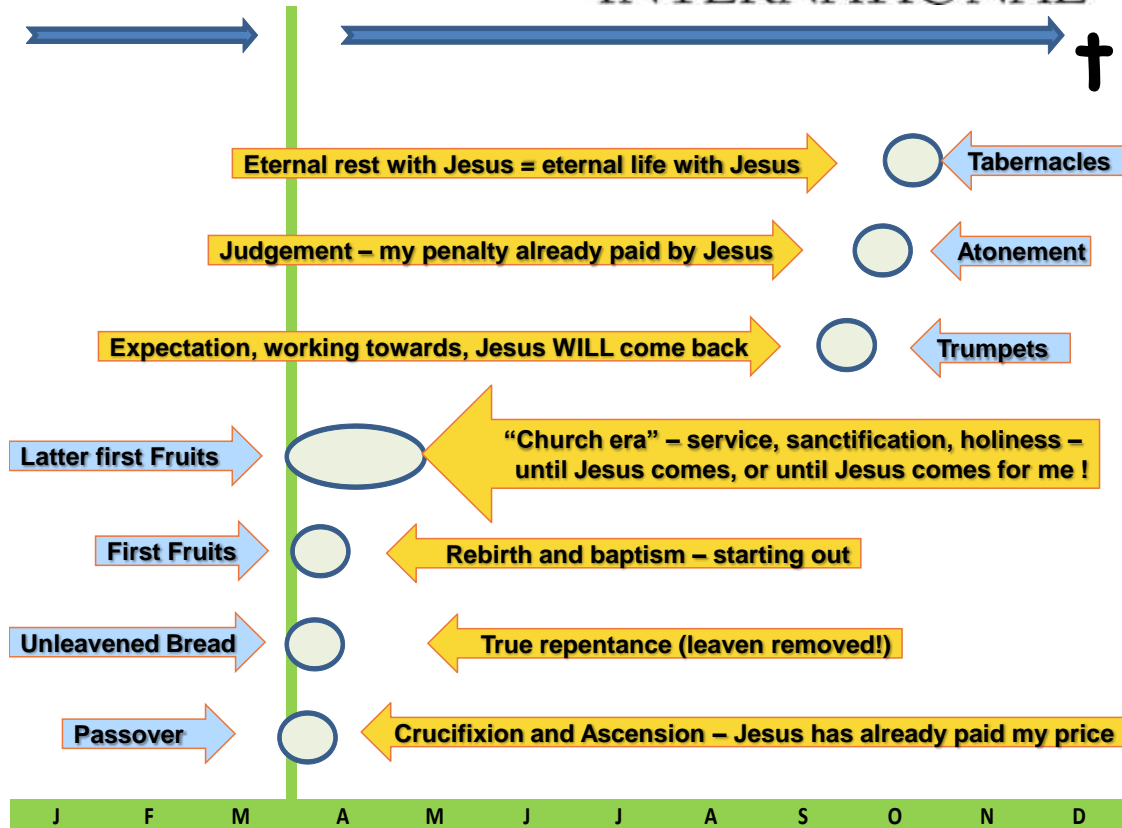 INTERNATIONAL
Eternal rest with Jesus = eternal life with Jesus
Tabernacles
Judgement – my penalty already paid by Jesus
Atonement
Expectation, working towards, Jesus WILL come back
Trumpets
Latter first Fruits
“Church era” – service, sanctification, holiness –
until Jesus comes, or until Jesus comes for me !
First Fruits
Rebirth and baptism – starting out
Unleavened Bread
True repentance (leaven removed!)
Passover
Crucifixion and Ascension – Jesus has already paid my price
J F M A M J J A S O N D